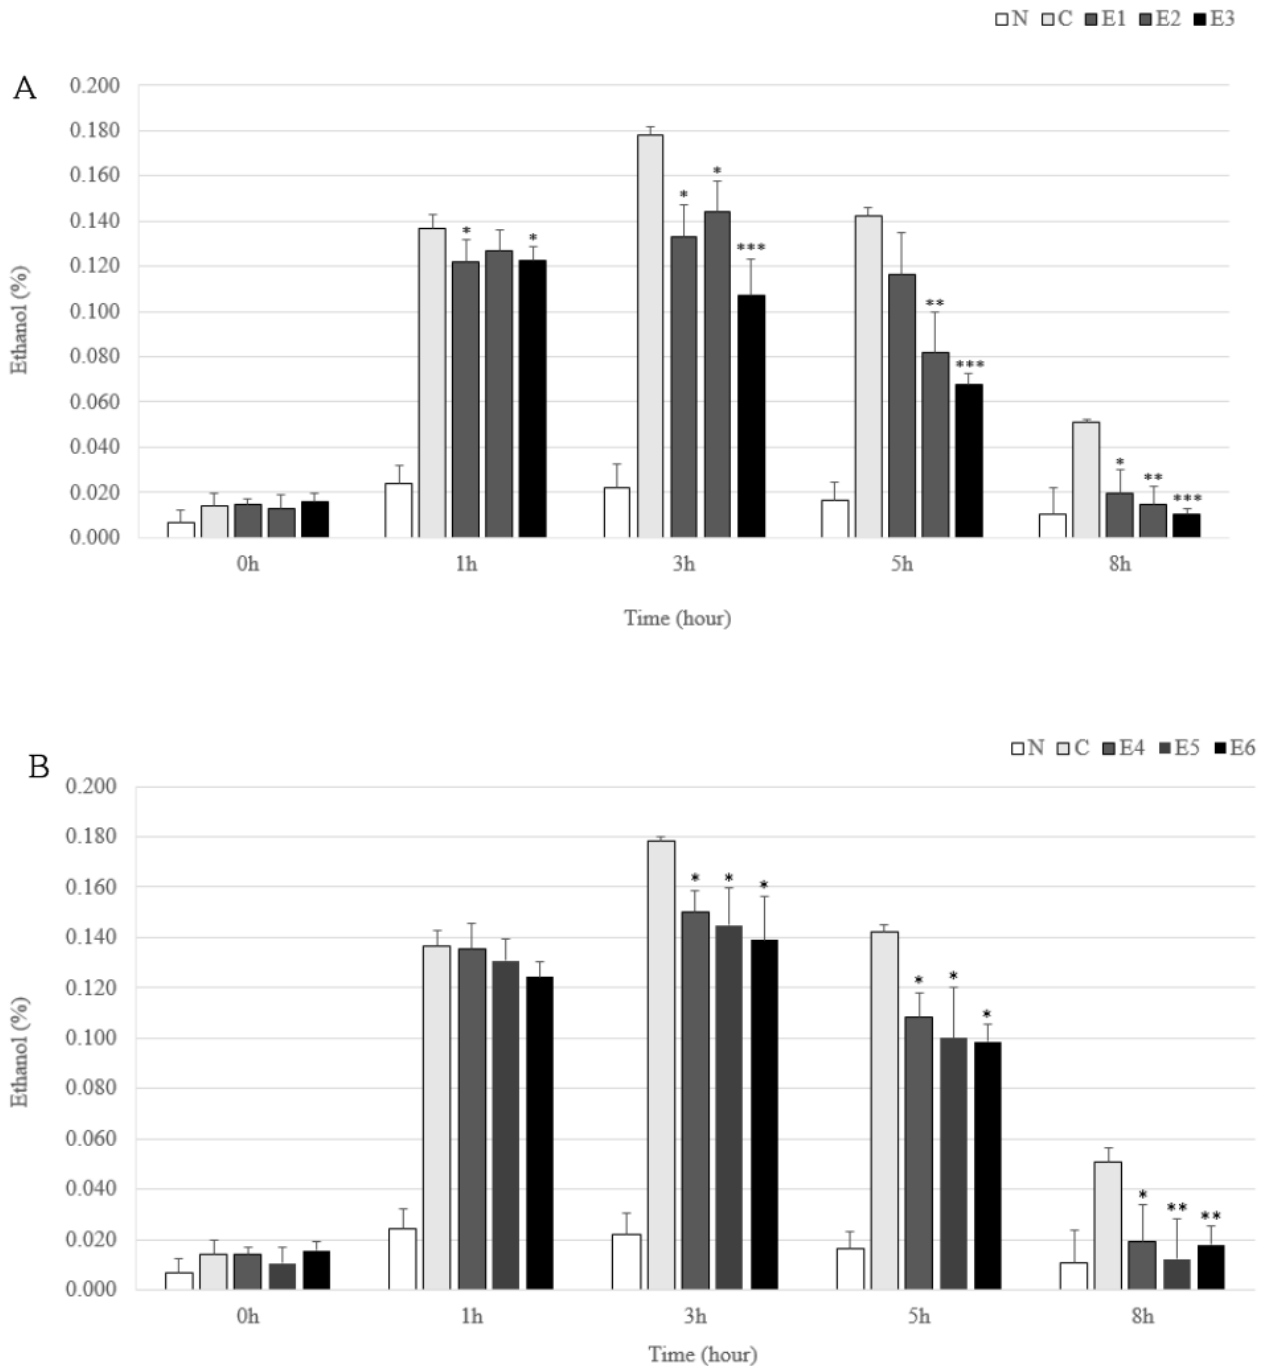 N C E1 E2 E3
A
0.200
0.180
0.160
0.140
0.120
0.100
0.080
0.060
0.040
0.020
0.000
Ethanol (%)
* *
* * ***
** ***
* ** ***
0h 1h 3h 5h 8h
Time (hour)
N C E4 E5 E6
B
0.200
0.180
0.160
0.140
0.120
0.100
0.080
0.060
0.040
0.020
0.000
Ethanol (%)
* * *
* * *
* ** **
0h 1h 3h 5h 8h
Time (hour)